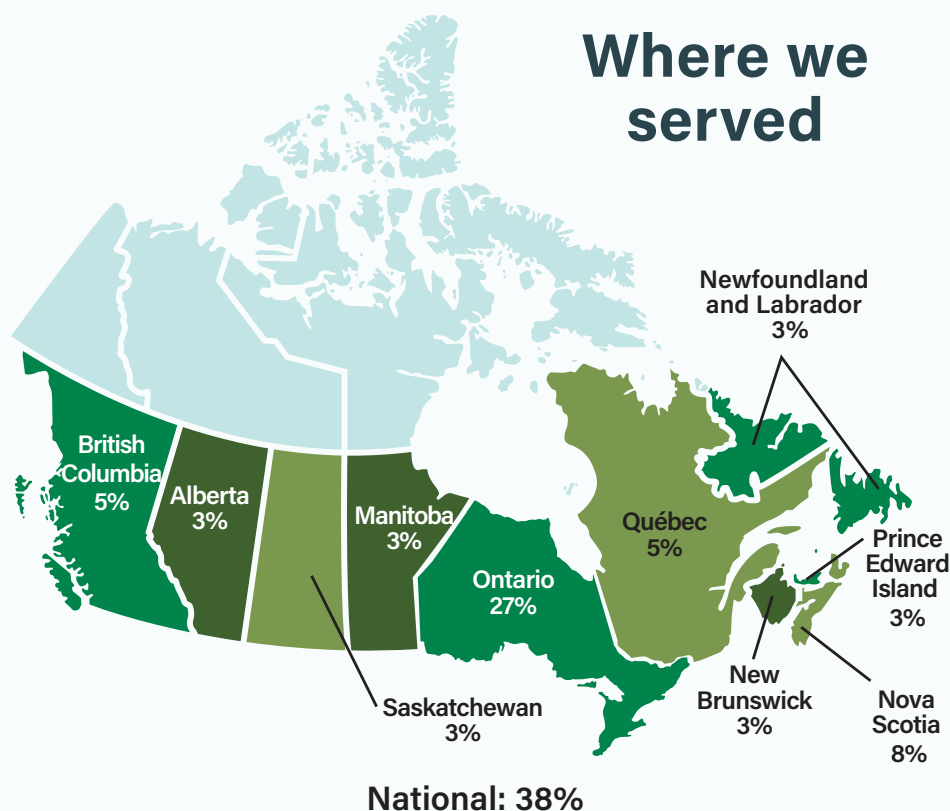 Where we
served
Newfoundland
and Labrador
3%
British
Columbia
5%
Alberta
3%
Manitoba
3%
Ontario
27%
Québec
5%
Prince
Edward
Island
3%
Saskatchewan
3%
New
Brunswick
3%
Nova
Scotia
8%
National: 38%